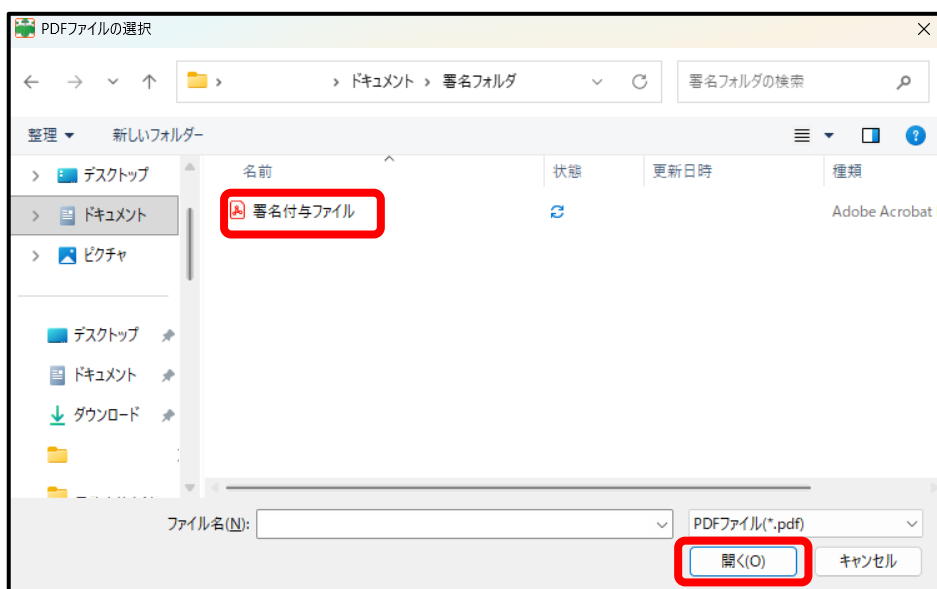 PDFファイルの選択
ドキュメント 署名フォルダ 署名フォルダの検索
整理 新しいフォルダー
名前 状態 更新日時 種類
デスクトップ
署名付与ファイル Adobe Acrobat
ドキュメント
ピクチャ
デスクトップ
ドキュメント
ダウンロード
ファイル名(N): PDFファイル(*.pdf)
開く(O) キャンセル